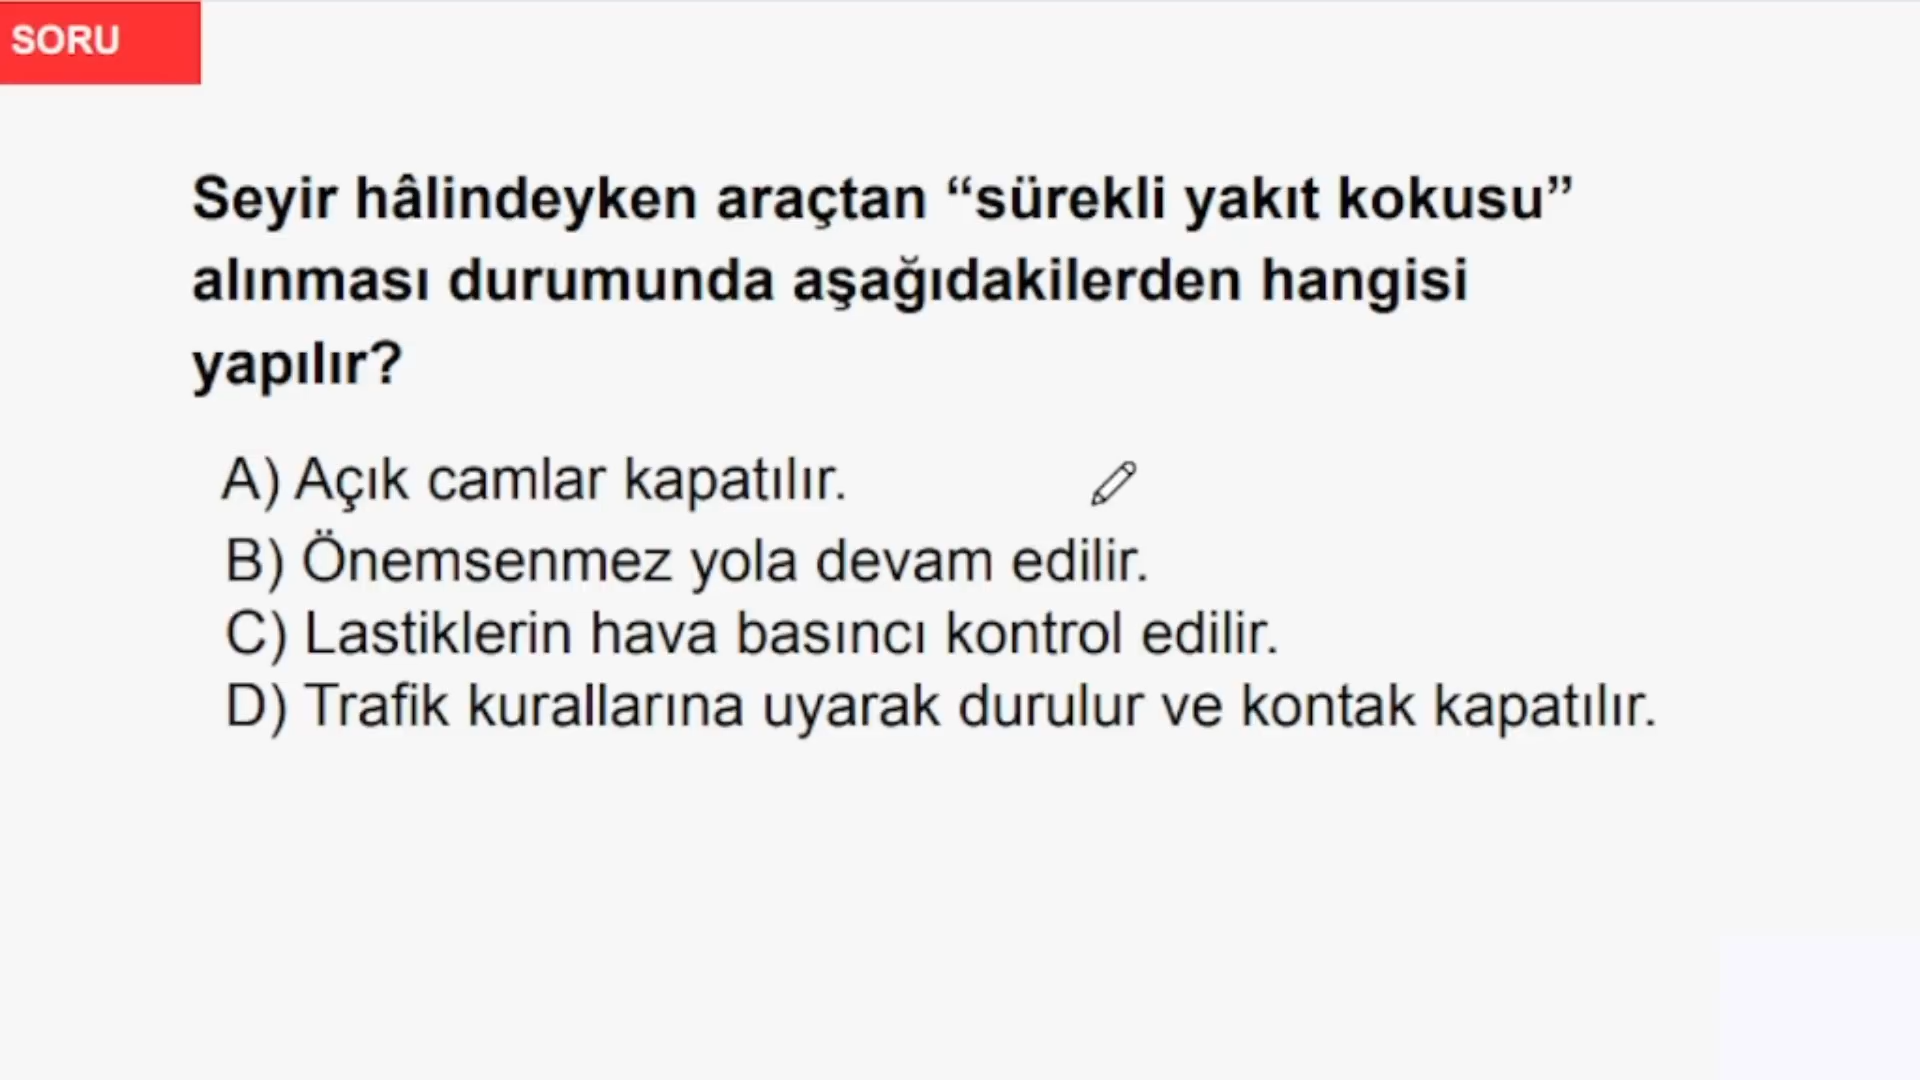 SORU
Seyir hâlindeyken araçtan “sürekli yakıt kokusu”
alınması durumunda aşağıdakilerden hangisi
yapılır?
A) Açık camlar kapatılır.
B) Önemsenmez yola devam edilir.
C) Lastiklerin hava basıncı kontrol edilir.
D) Trafik kurallarına uyarak durulur ve kontak kapatılır.